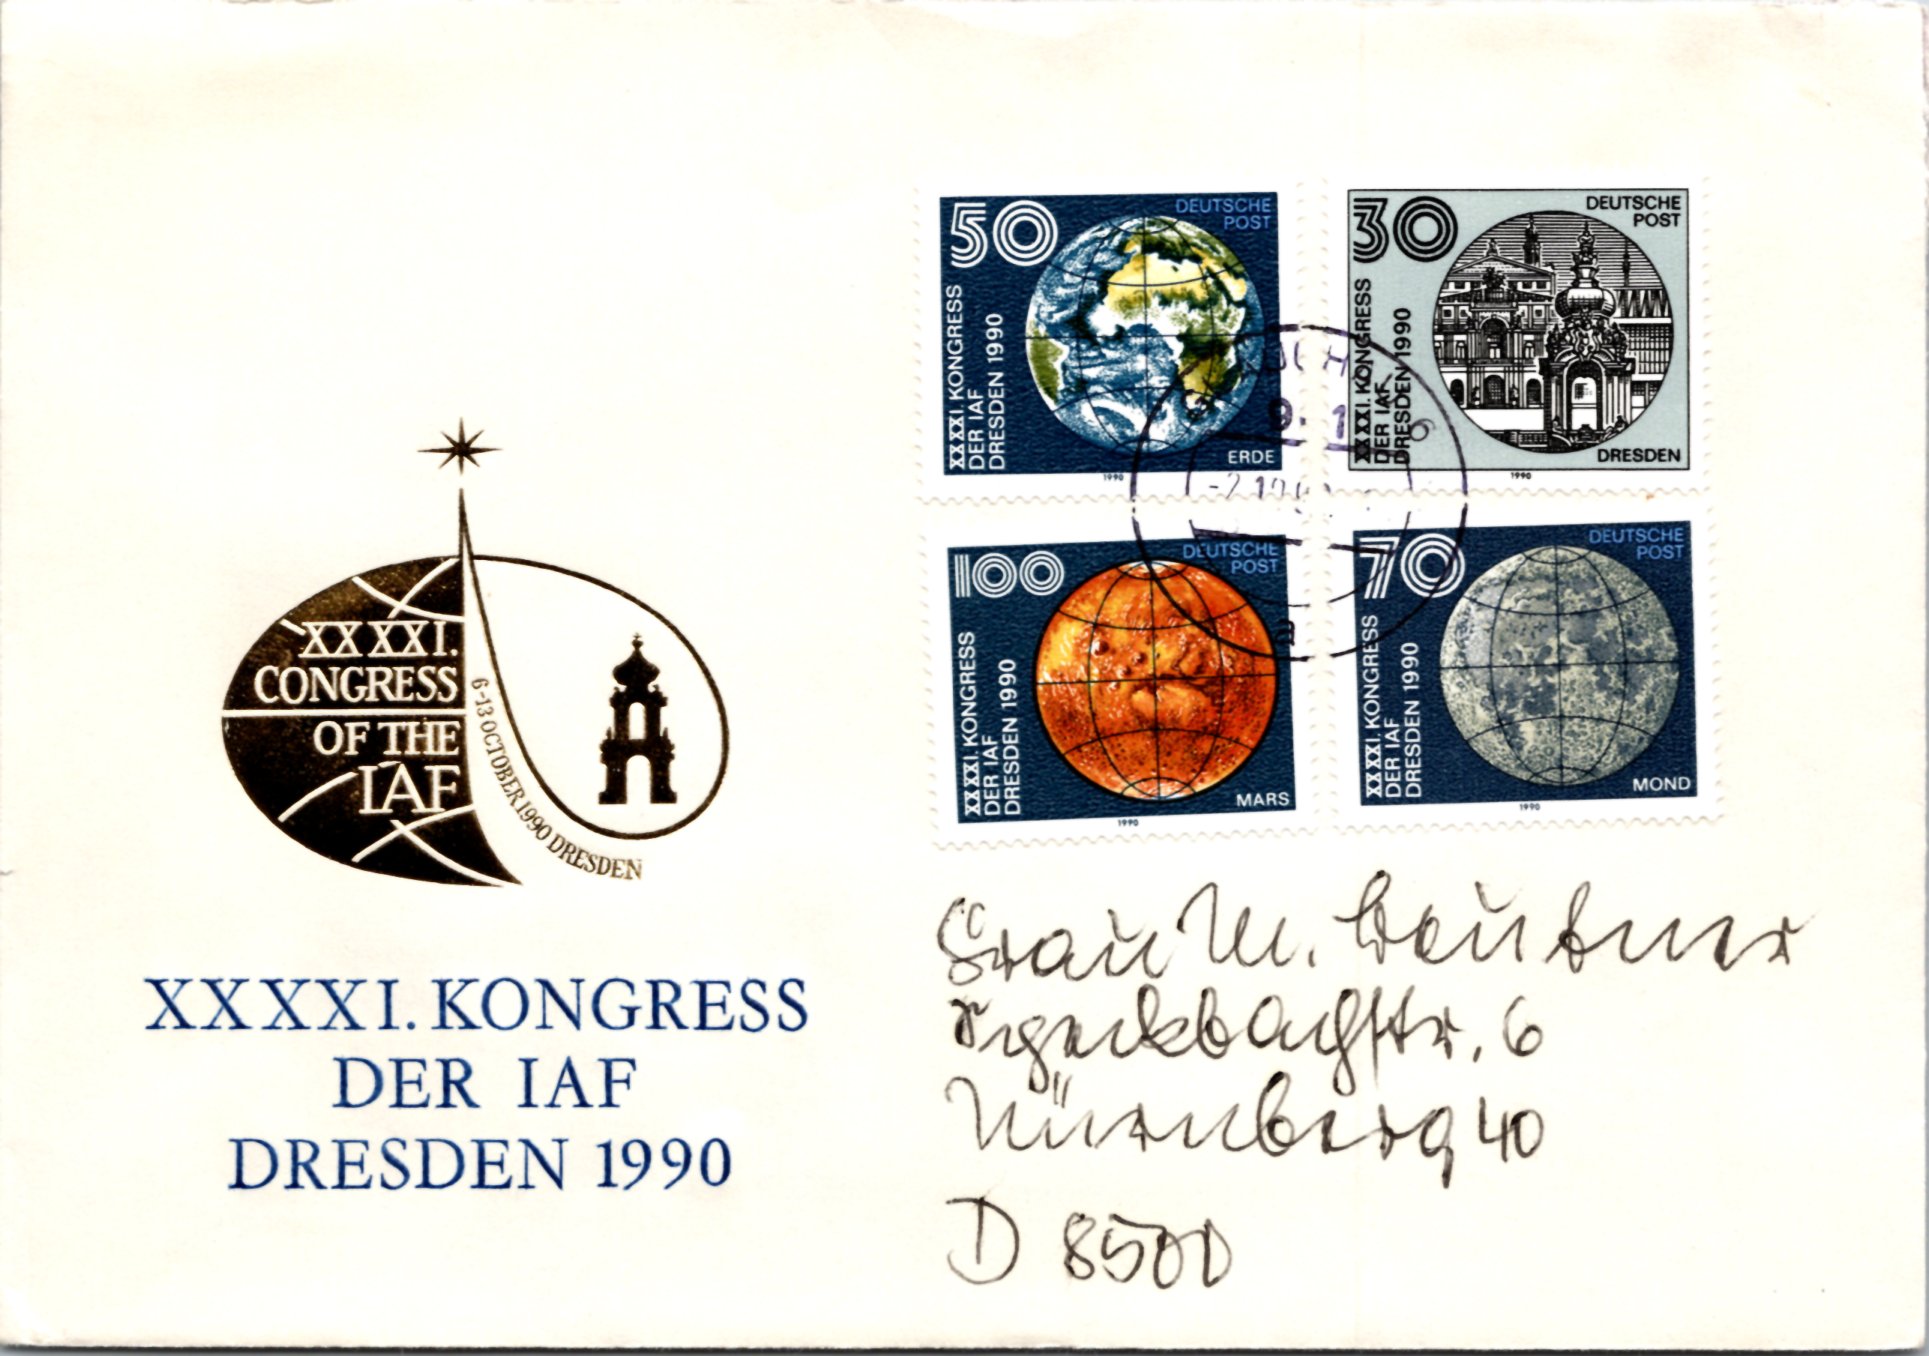 50
DEUTSCHE
POST
XXXXI. KONGRESS
DER IAF
DRESDEN 1990
ERDE
1990
30
DEUTSCHE
POST
XXXXI. KONGRESS
DER IAF
DRESDEN 1990
DRESDEN
1990
100
DEUTSCHE
POST
XXXXI. KONGRESS
DER IAF
DRESDEN 1990
MARS
1990
70
DEUTSCHE
POST
XXXXI. KONGRESS
DER IAF
DRESDEN 1990
MOND
1990
a
XXXXI.
CONGRESS
OF THE
IAF
6-13 OCTOBER 1990 DRESDEN
XXXXI. KONGRESS
DER IAF
DRESDEN 1990
Frau M.
6
Nürnberg 40
D 8500